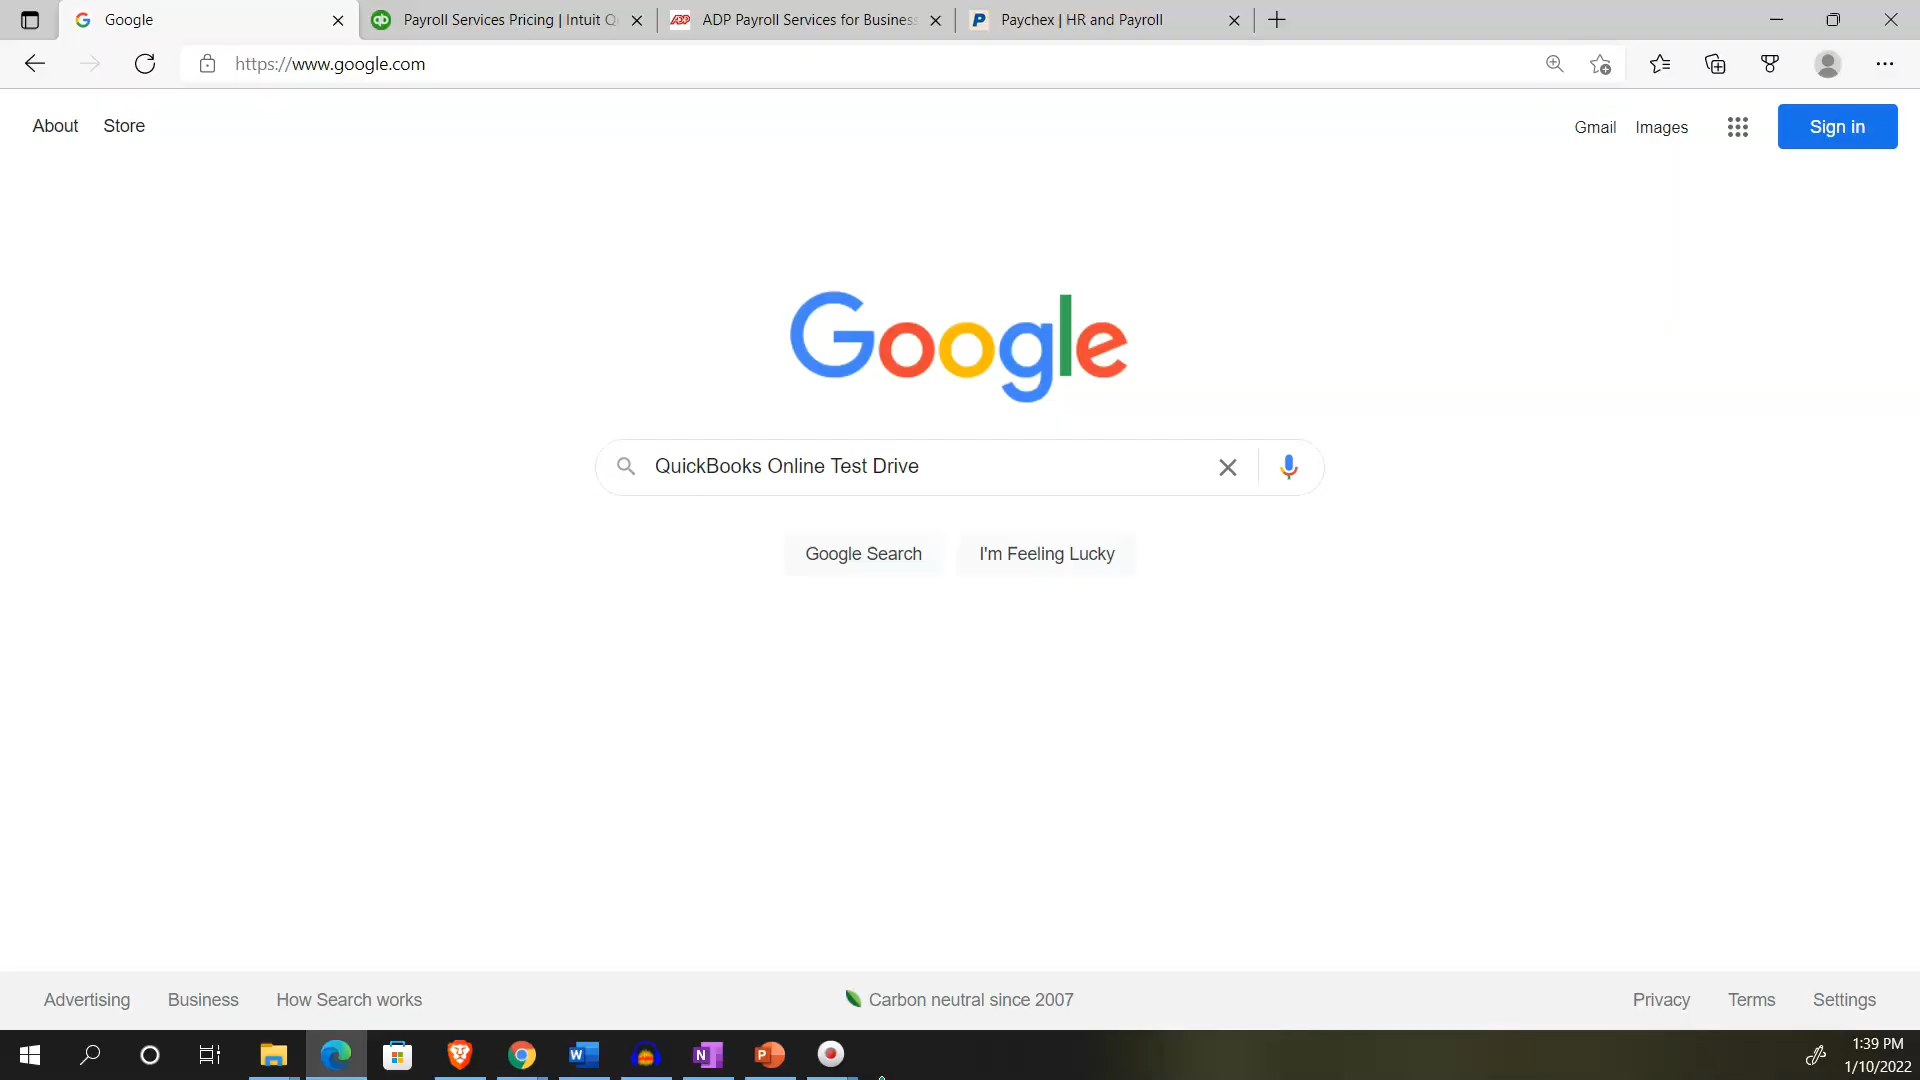 Google
Payroll Services Pricing | Intuit Q
ADP Payroll Services for Business
Paychex | HR and Payroll
https://www.google.com
About
Store
Gmail
Images
Sign in
Google
QuickBooks Online Test Drive
Google Search
I'm Feeling Lucky
Advertising
Business
How Search works
Carbon neutral since 2007
Privacy
Terms
Settings
1:39 PM
1/10/2022